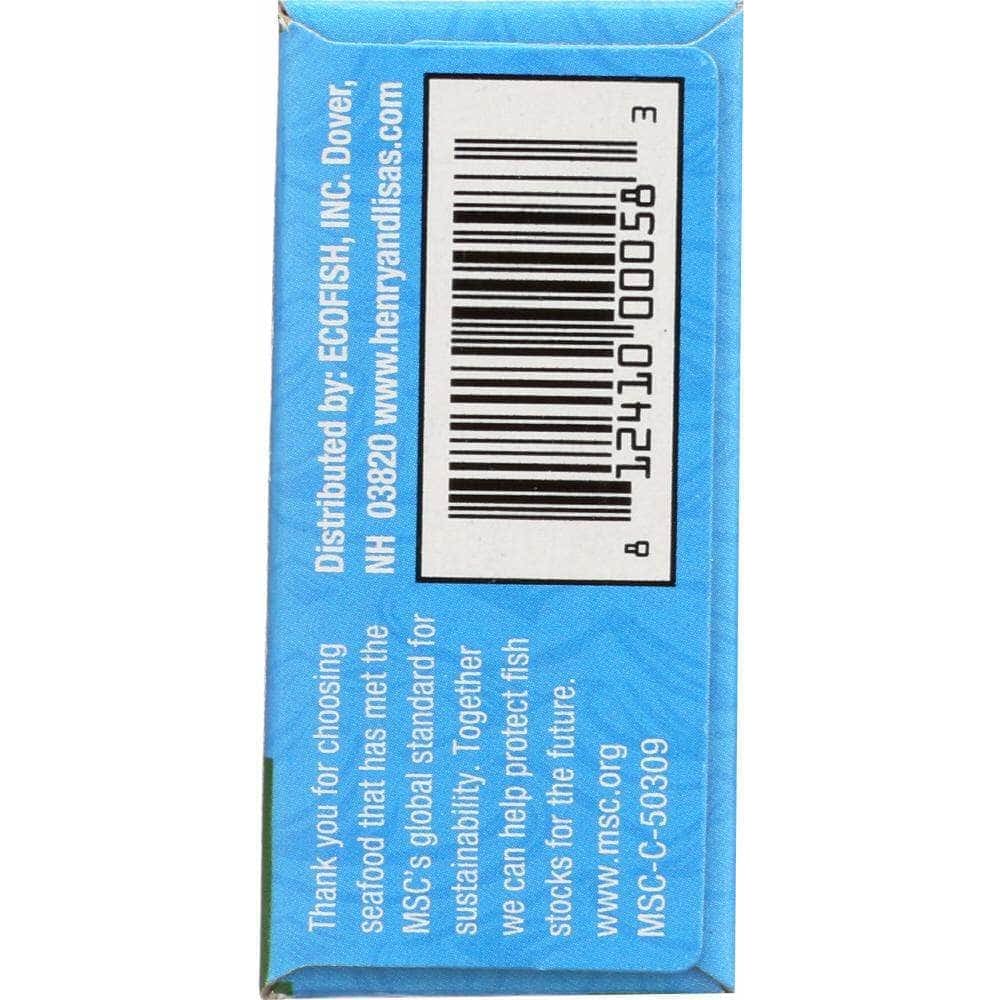 Thank you for choosing
seafood that has met the
MSC's global standard for
sustainability. Together
we can help protect fish
stocks for the future.
www.msc.org
MSC-C-50309
Distributed by: ECOFISH, INC. Dover,
NH 03820 www.henryandlisas.com
8 12410 00058 3